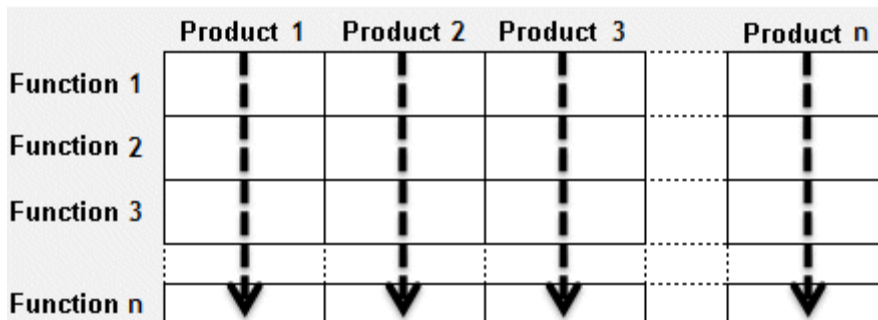 Product 1 Product 2 Product 3 Product n
Function 1
Function 2
Function 3
Function n